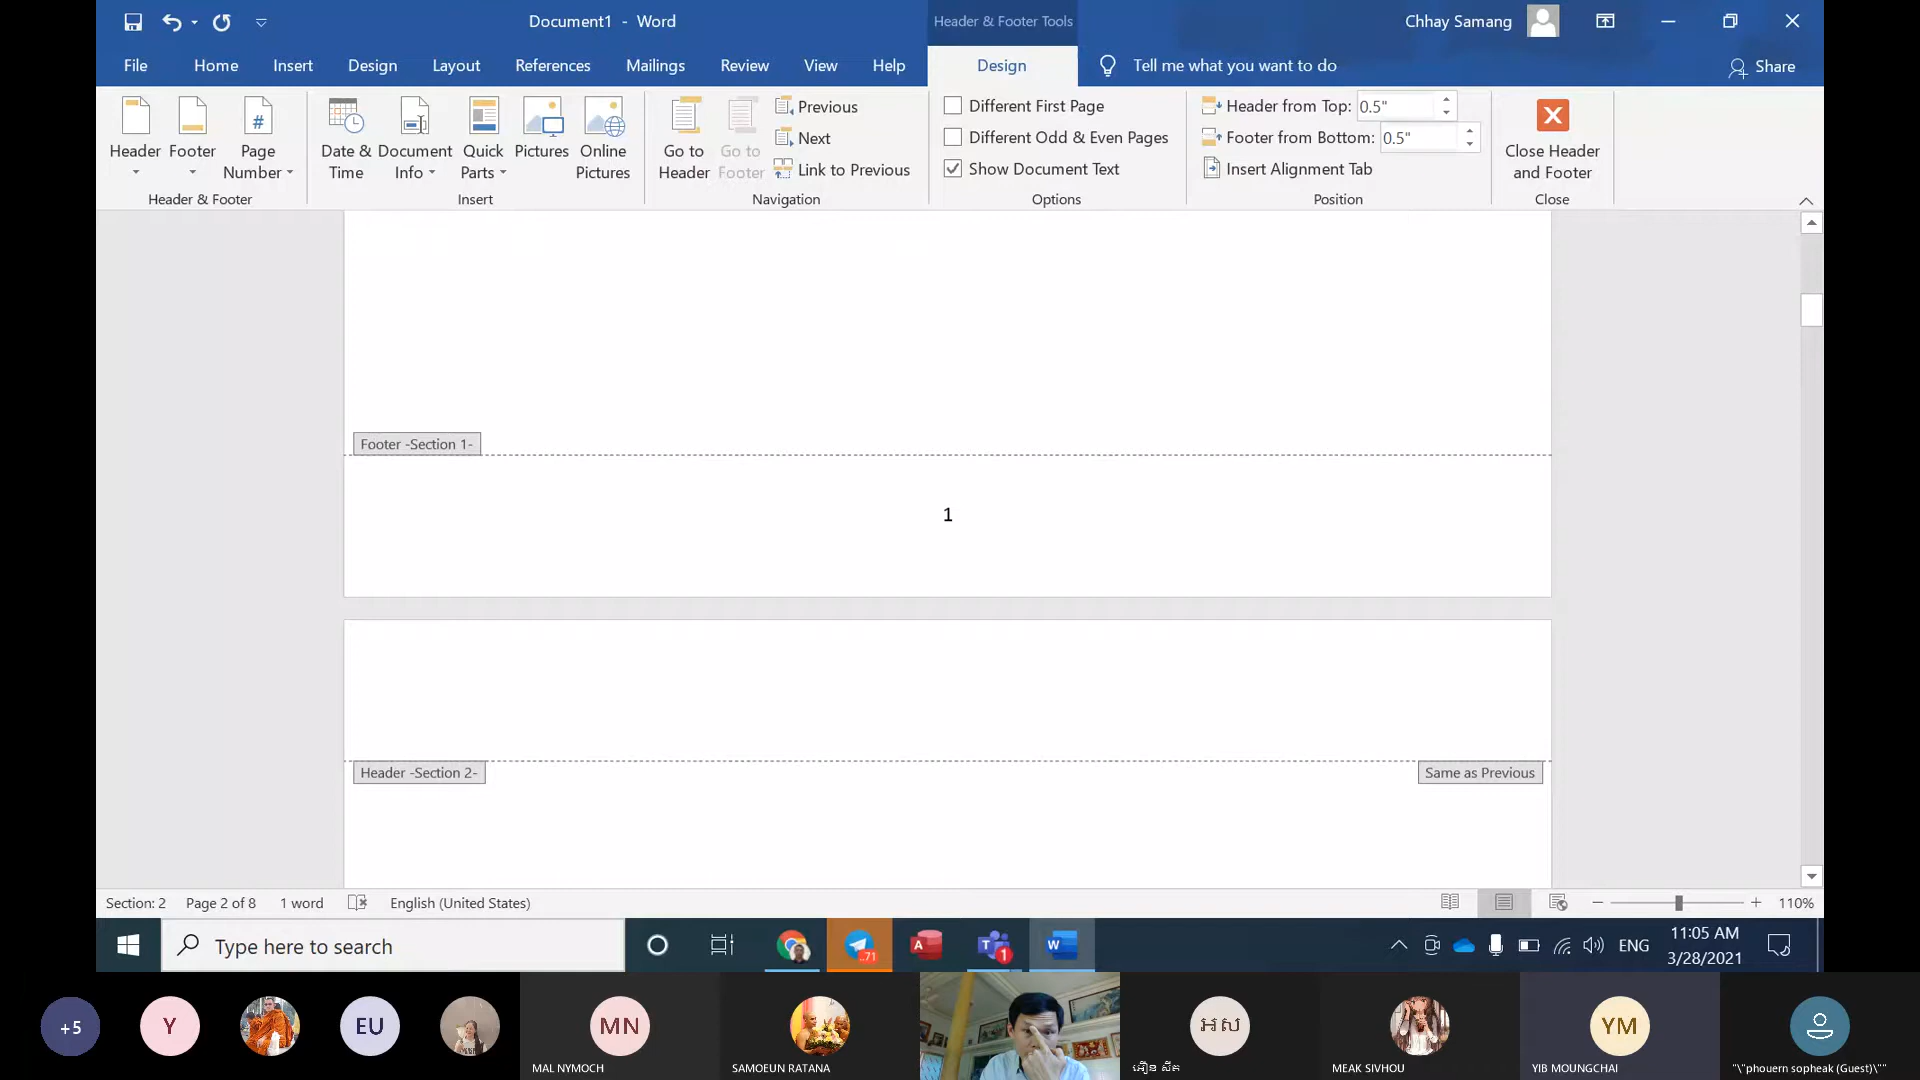 Document1 - Word
Header & Footer Tools
Chhay Samang
File Home Insert Design Layout References Mailings Review View Help Design Tell me what you want to do Share
Header
Footer
Page Number
Header & Footer
Date & Time
Document Info
Quick Parts
Pictures
Online Pictures
Insert
Go to Header
Go to Footer
Previous
Next
Link to Previous
Navigation
Different First Page
Different Odd & Even Pages
Show Document Text
Options
Header from Top: 0.5"
Footer from Bottom: 0.5"
Insert Alignment Tab
Position
Close Header and Footer
Close
Footer -Section 1-
1
Header -Section 2-
Same as Previous
Section: 2 Page 2 of 8 1 word English (United States) 110%
Type here to search
71
1
ENG
11:05 AM
3/28/2021
+5
Y
EU
MN
MAL NYMOCH
SAMOEUN RATANA
អស
អឿន សីត
MEAK SIVHOU
YM
YIB MOUNGCHAI
"\"phouern sopheak (Guest)\""